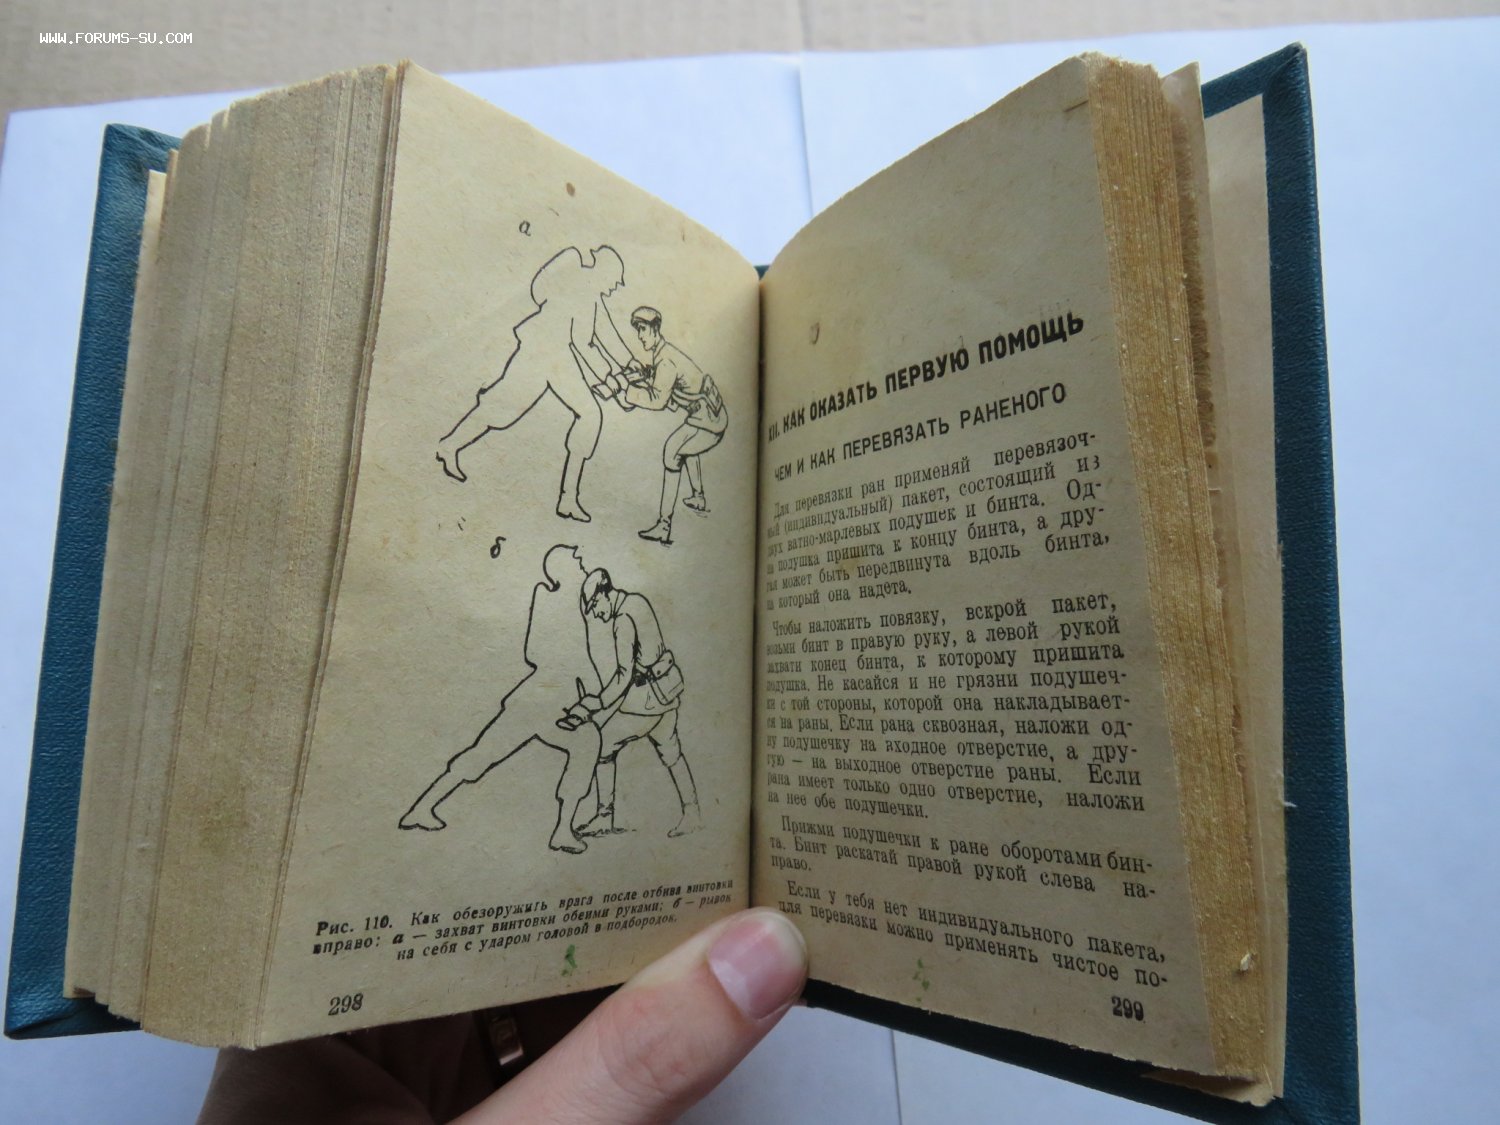 WWW.FORUMS-SU.COM
а
б
Рис. 110. Как обезоружить врага после отбива винтовки
вправо: а — захват винтовки обеими руками; б — рывок
на себя с ударом головой в подбородок.
298
XII. КАК ОКАЗАТЬ ПЕРВУЮ ПОМОЩЬ
ЧЕМ И КАК ПЕРЕВЯЗАТЬ РАНЕНОГО
Для перевязки ран применяй перевязоч-
ный (индивидуальный) пакет, состоящий из
двух ватно-марлевых подушек и бинта. Од-
на подушка пришита к концу бинта, а дру-
гая может быть передвинута вдоль бинта,
на который она надета.
Чтобы наложить повязку, вскрой пакет,
возьми бинт в правую руку, а левой рукой
захвати конец бинта, к которому пришита
подушка. Не касайся и не грязни подушеч-
ки с той стороны, которой она накладывает-
ся на раны. Если рана сквозная, наложи од-
ну подушечку на входное отверстие, а дру-
гую — на выходное отверстие раны. Если
рана имеет только одно отверстие, наложи
на нее обе подушечки.
Прижми подушечки к ране оборотами бин-
та. Бинт раскатай правой рукой слева на-
право.
Если у тебя нет индивидуального пакета,
для перевязки можно применять чистое по-
299